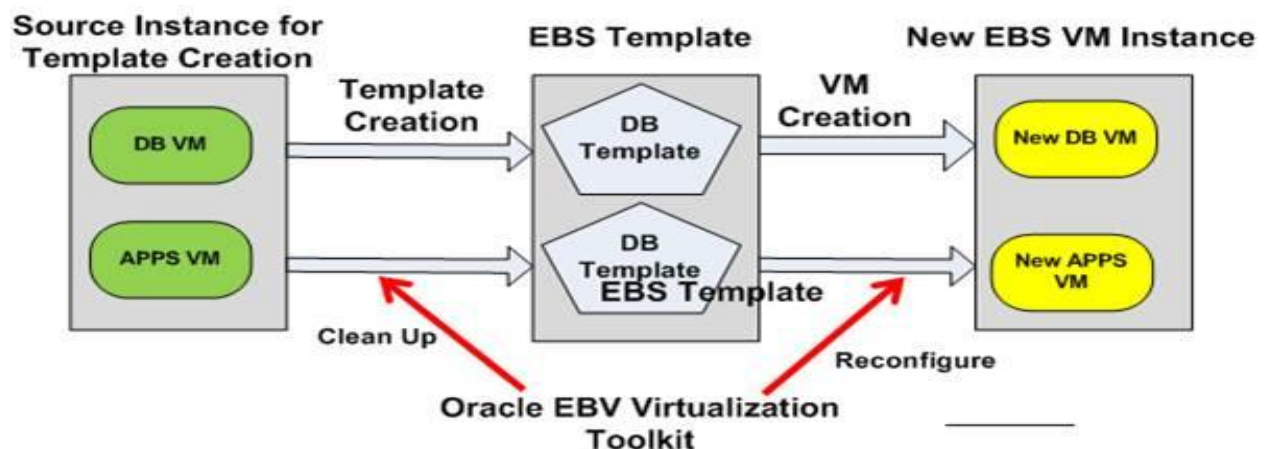 Source Instance for
Template Creation
EBS Template
New EBS VM Instance
Template
Creation
VM
Creation
DB VM
DB
Template
New DB VM
APPS VM
DB
Template
EBS Template
New APPS
VM
Clean Up
Reconfigure
Oracle EBV Virtualization
Toolkit